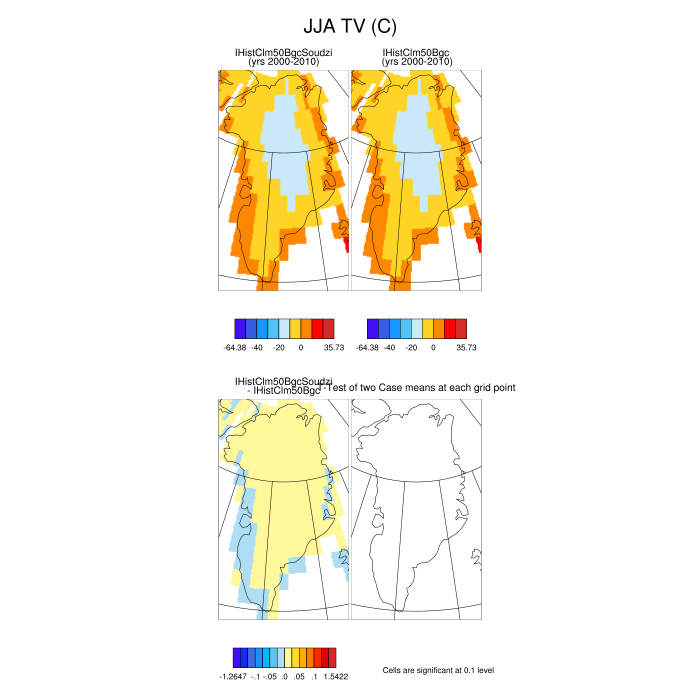 JJA TV (C)
IHistClm50BgcSoudzi
(yrs 2000-2010)
IHistClm50Bgc
(yrs 2000-2010)
-64.38 -40 -20 0 35.73
-64.38 -40 -20 0 35.73
IHistClm50BgcSoudzi
- IHistClm50Bgc
T-Test of two Case means at each grid point
-1.2647 -.1 -.05 .0 .05 .1 1.5422
Cells are significant at 0.1 level